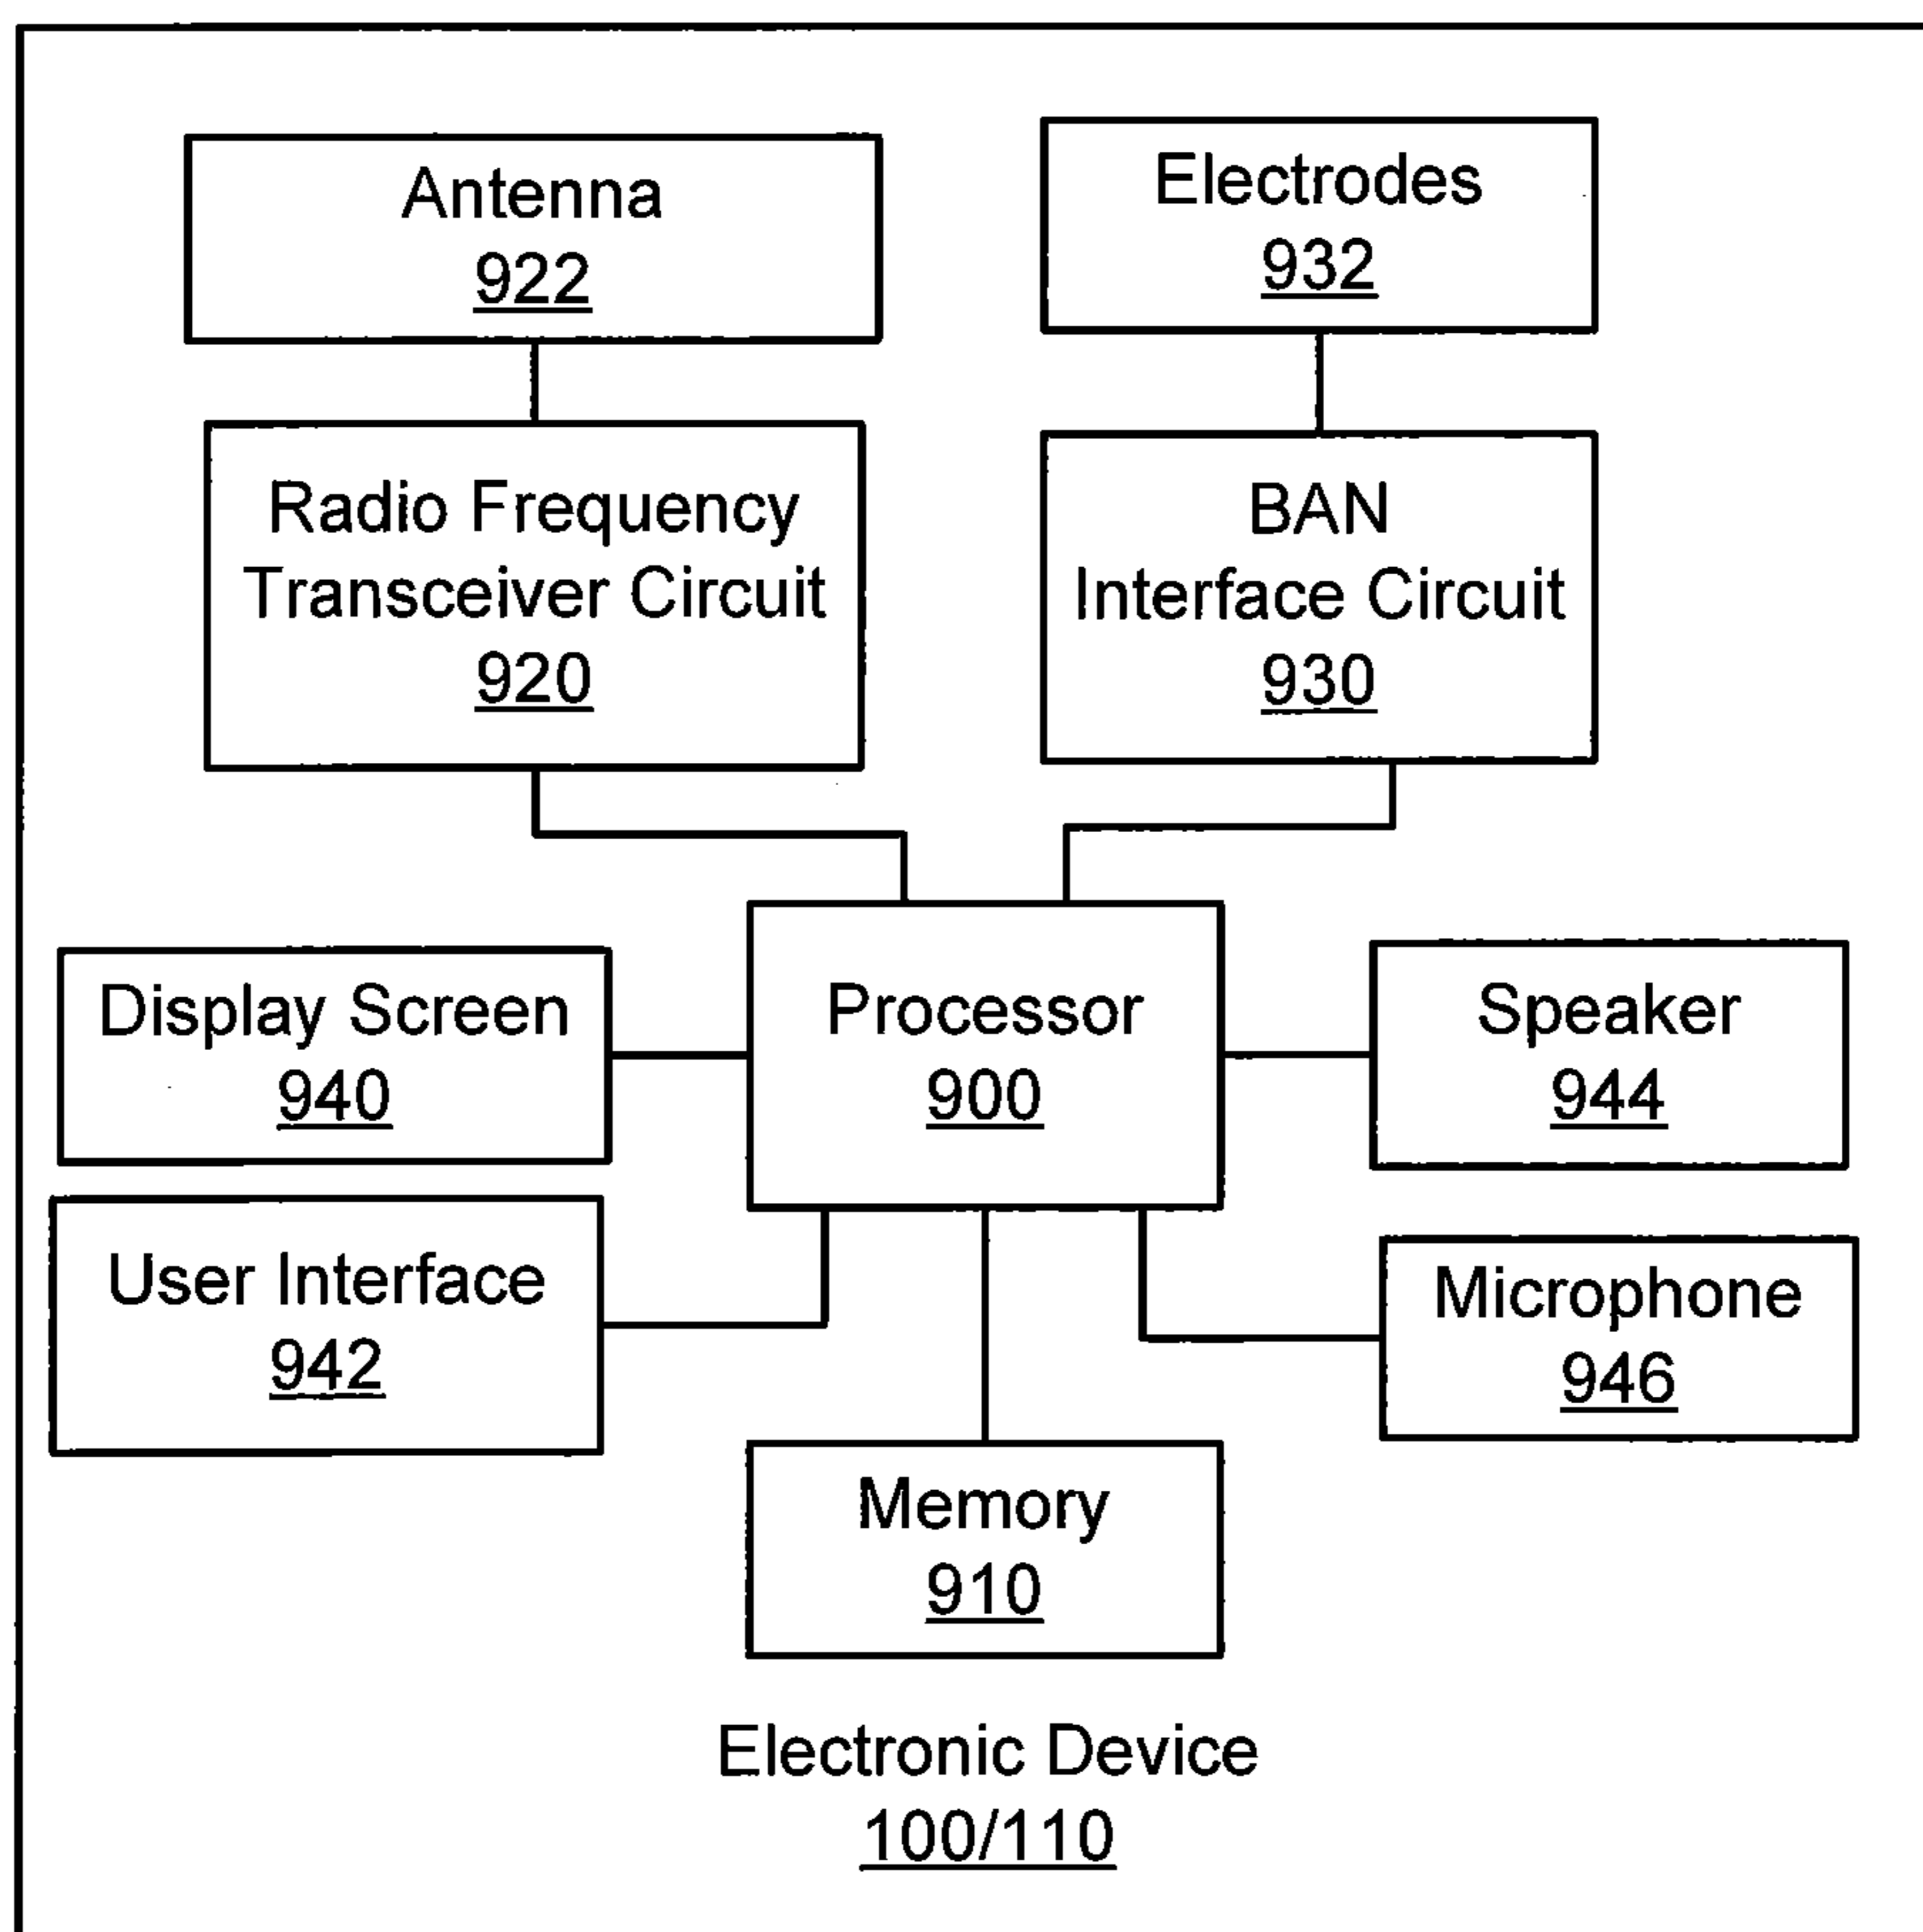 Antenna
922
Electrodes
932
Radio Frequency
Transceiver Circuit
920
BAN
Interface Circuit
930
Display Screen
940
Processor
900
Speaker
944
User Interface
942
Microphone
946
Memory
910
Electronic Device
100/110